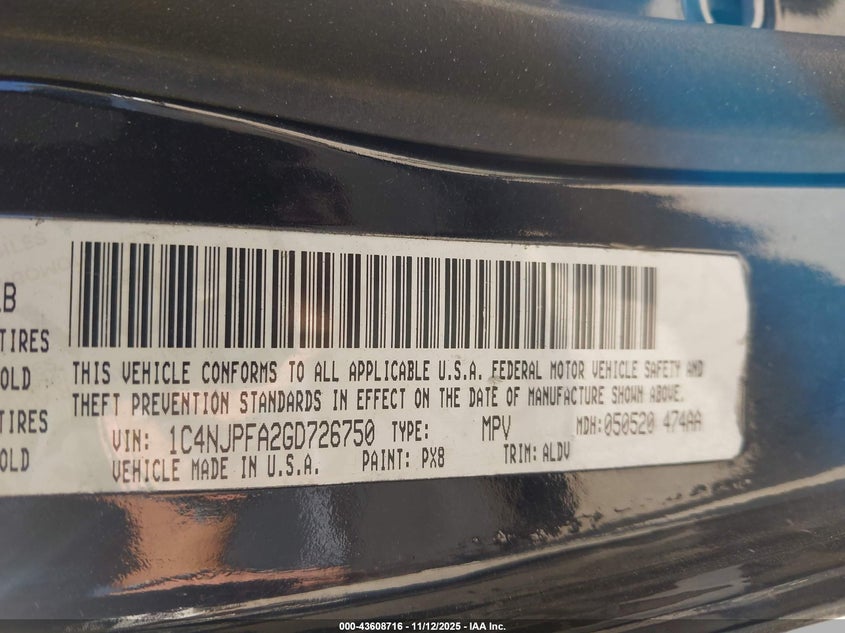 LB
TIRES
OLD
TIRES
OLD
THIS VEHICLE CONFORMS TO ALL APPLICABLE U.S.A. FEDERAL MOTOR VEHICLE SAFETY AND
THEFT PREVENTION STANDARDS IN EFFECT ON THE DATE OF MANUFACTURE SHOWN ABOVE.
VIN: 1C4NJPFA2GD726750 TYPE: MPV MDH:050520 474AA
VEHICLE MADE IN U.S.A. PAINT: PX8 TRIM: ALDV
000-43608716 - 11/12/2025 - IAA Inc.